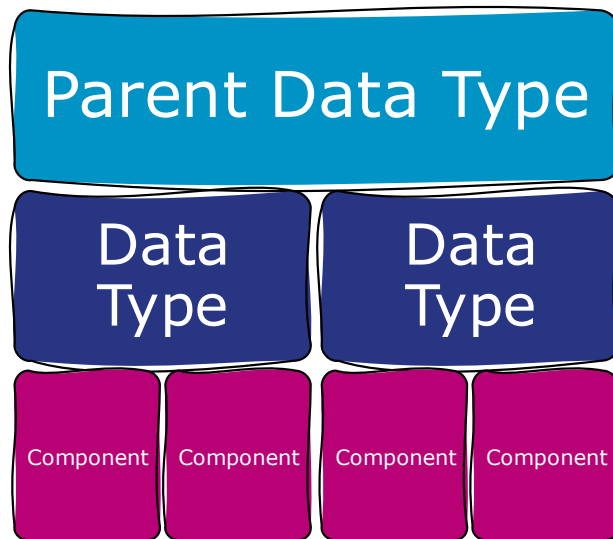 Parent Data Type
Data Data
Type Type
Component Component Component Component